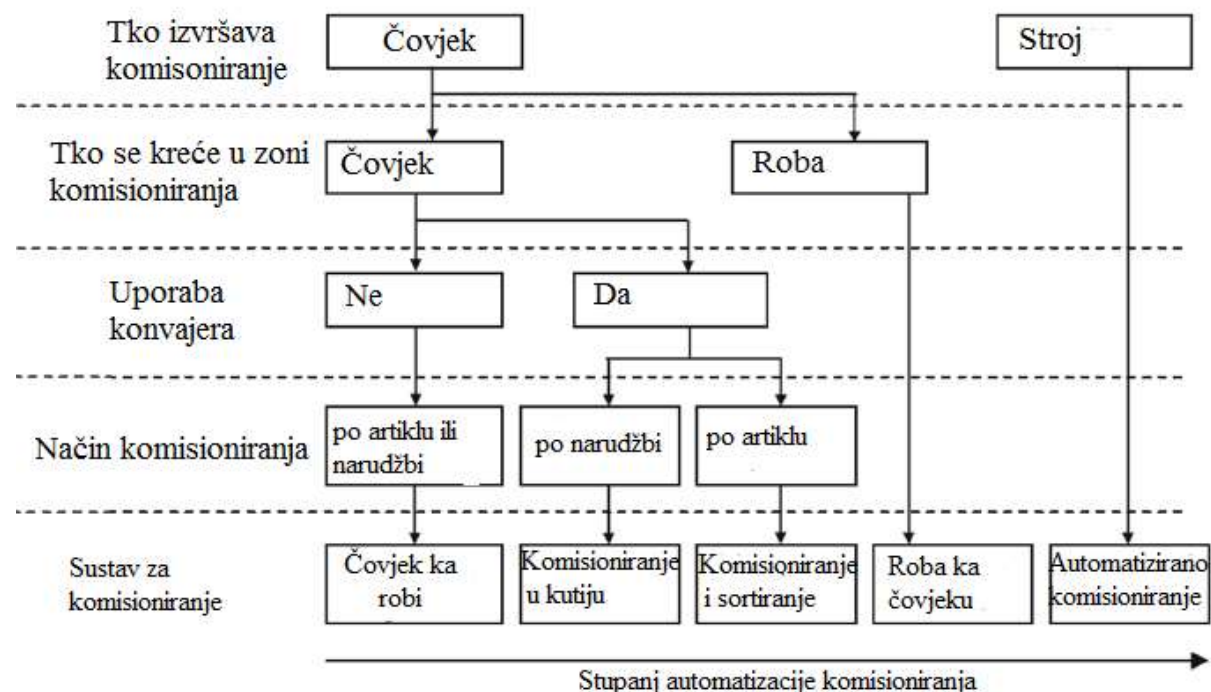 Tko izvršava
komisoniranje
Čovjek
Stroj
Tko se kreće u zoni
komisioniranja
Čovjek
Roba
Uporaba
konvajera
Ne
Da
Način komisioniranja
po artiklu ili
narudžbi
po narudžbi
po artiklu
Sustav za
komisioniranje
Čovjek ka
robi
Komisioniranje
u kutiju
Komisioniranje
i sortiranje
Roba ka
čovjeku
Automatizirano
komisioniranje
Stupanj automatizacije komisioniranja